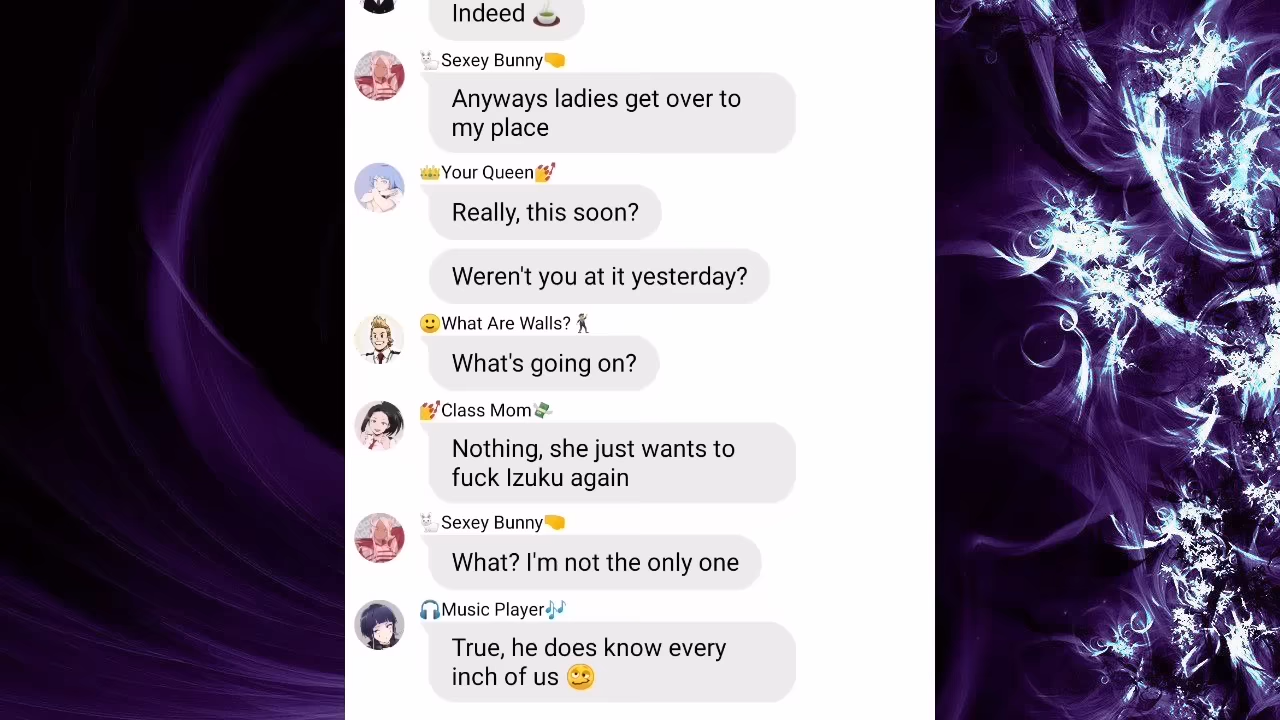 Indeed 🍵
🐇Sexey Bunny🤜
Anyways ladies get over to
my place
👑Your Queen💅
Really, this soon?
Weren't you at it yesterday?
🙂What Are Walls?🕺
What's going on?
💅Class Mom💸
Nothing, she just wants to
fuck Izuku again
🐇Sexey Bunny🤜
What? I'm not the only one
🎧Music Player🎶
True, he does know every
inch of us 🥴